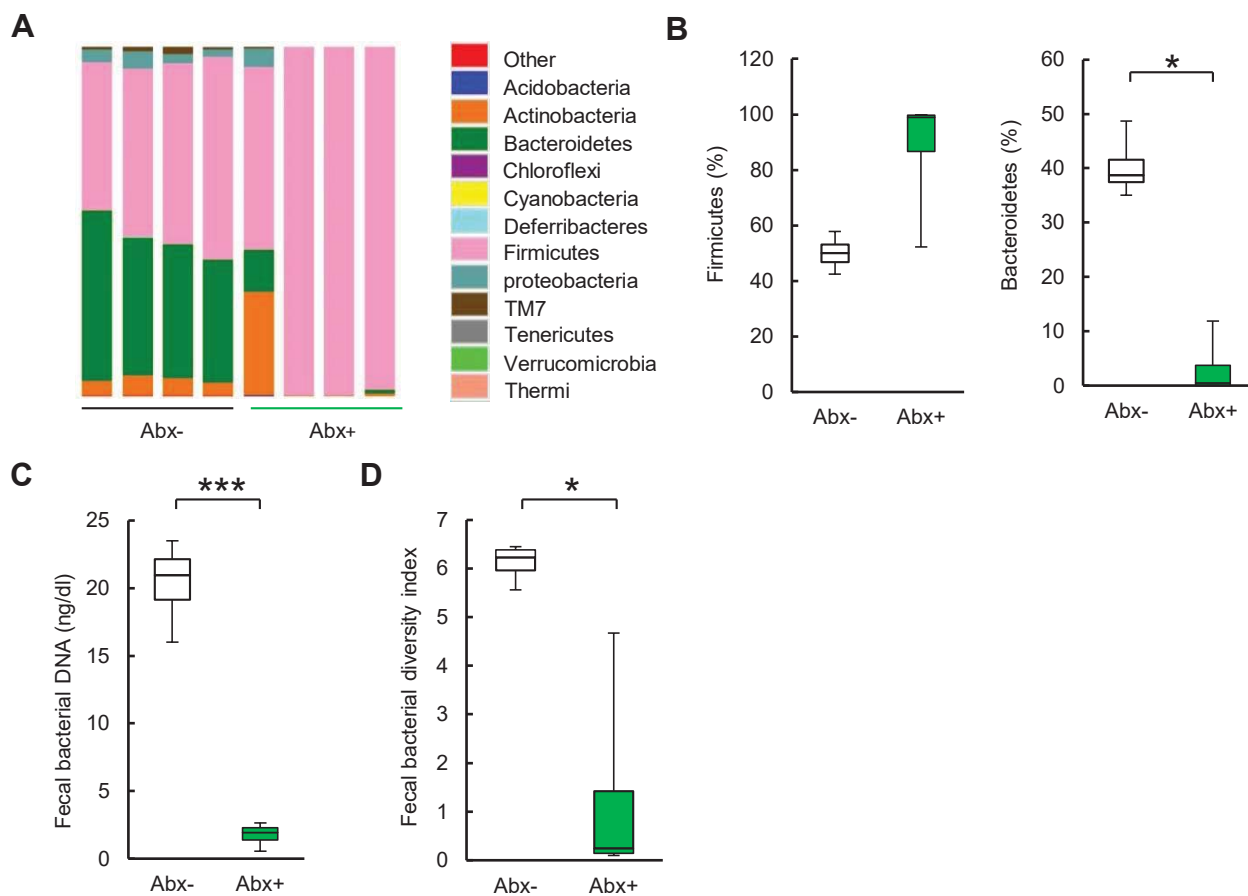 A
Other
Acidobacteria
Actinobacteria
Bacteroidetes
Chloroflexi
Cyanobacteria
Deferribacteres
Firmicutes
proteobacteria
TM7
Tenericutes
Verrucomicrobia
Thermi
Abx-
Abx+
B
Firmicutes (%)
120
100
80
60
40
20
0
Abx-
Abx+
Bacteroidetes (%)
60
50
40
30
20
10
0
*
Abx-
Abx+
C
Fecal bacterial DNA (ng/dl)
25
20
15
10
5
0
***
Abx-
Abx+
D
Fecal bacterial diversity index
7
6
5
4
3
2
1
0
*
Abx-
Abx+